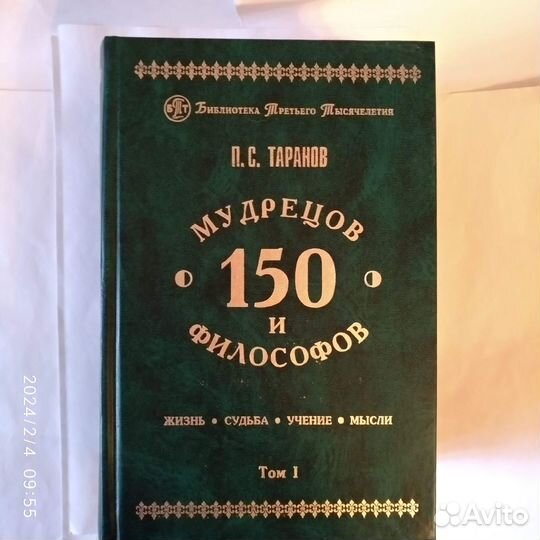 БТТ Библиотека Третьего Тысячелетия
П.С. ТАРАНОВ
МУДРЕЦОВ
150
И
ФИЛОСОФОВ
ЖИЗНЬ • СУДЬБА • УЧЕНИЕ • МЫСЛИ
Том I
2024/2/4 09:55
Avito